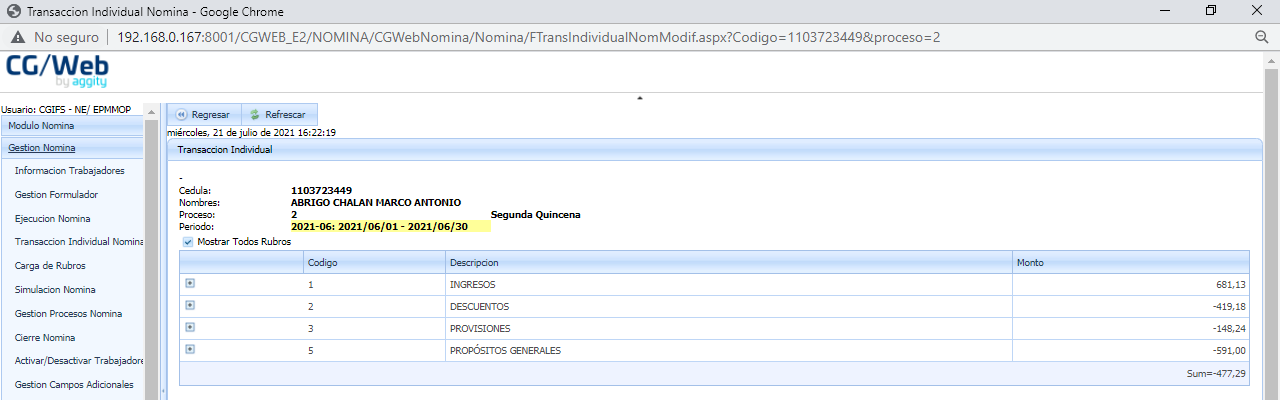 Transaccion Individual Nomina - Google Chrome
No seguro 192.168.0.167:8001/CGWEB_E2/NOMINA/CGWebNomina/Nomina/FTransIndividualNomModif.aspx?Codigo=1103723449&proceso=2
CG/Web
by aggity
Usuario: CGIF5 - NE/ EPMMOP
Modulo Nomina
Gestion Nomina
Informacion Trabajadores
Gestion Formulador
Ejecucion Nomina
Transaccion Individual Nomina
Carga de Rubros
Simulacion Nomina
Gestion Procesos Nomina
Cierre Nomina
Activar/Desactivar Trabajadore
Gestion Campos Adicionales
Regresar Refrescar
miércoles, 21 de julio de 2021 16:22:19
Transaccion Individual
-
Cedula: 1103723449
Nombres: ABRIGO CHALAN MARCO ANTONIO
Proceso: 2 Segunda Quincena
Periodo: 2021-06: 2021/06/01 - 2021/06/30
Mostrar Todos Rubros
Codigo Descripcion Monto
1 INGRESOS 681,13
2 DESCUENTOS -419,18
3 PROVISIONES -148,24
5 PROPÓSITOS GENERALES -591,00
Sum=-477,29